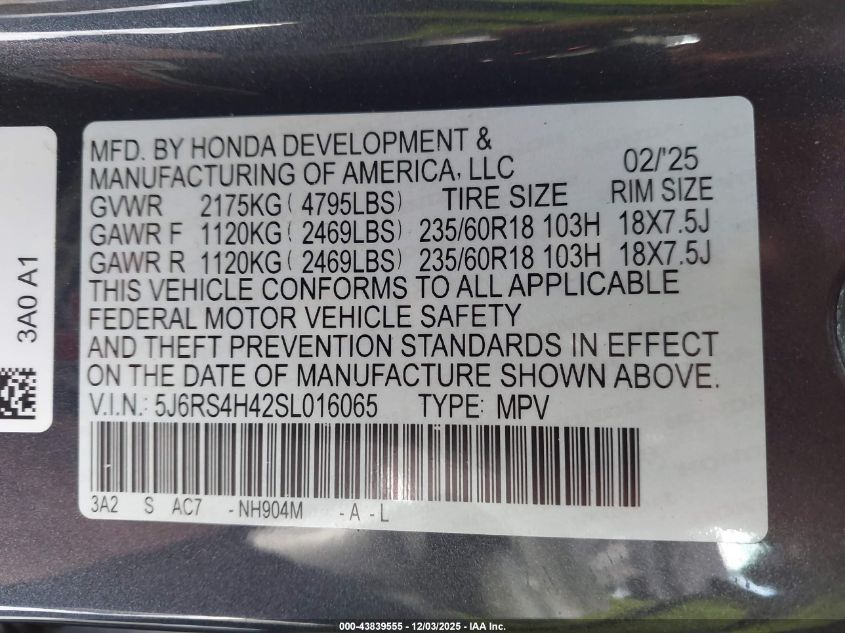 MFD. BY HONDA DEVELOPMENT &
MANUFACTURING OF AMERICA, LLC 02/'25
GVWR 2175KG ( 4795LBS) TIRE SIZE RIM SIZE
GAWR F 1120KG ( 2469LBS) 235/60R18 103H 18X7.5J
GAWR R 1120KG ( 2469LBS) 235/60R18 103H 18X7.5J
THIS VEHICLE CONFORMS TO ALL APPLICABLE
FEDERAL MOTOR VEHICLE SAFETY
AND THEFT PREVENTION STANDARDS IN EFFECT
ON THE DATE OF MANUFACTURE SHOWN ABOVE.
V.I.N.: 5J6RS4H42SL016065 TYPE: MPV
3A2 S AC7 -NH904M -A -L
3A0 A1
000-43839555 - 12/03/2025 - IAA Inc.